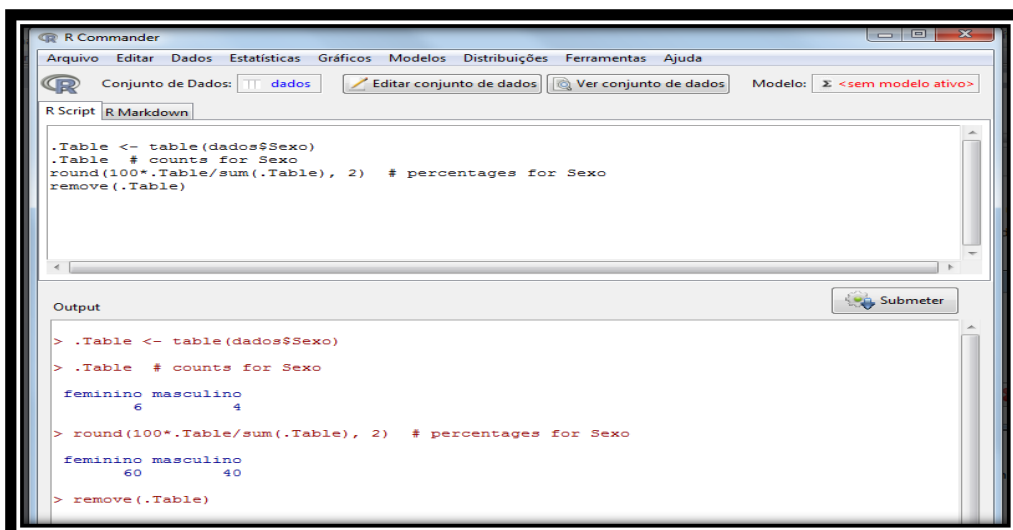 R Commander
Arquivo Editar Dados Estatísticas Gráficos Modelos Distribuições Ferramentas Ajuda
R Conjunto de Dados: dados Editar conjunto de dados Ver conjunto de dados Modelo: Σ <sem modelo ativo>
R Script R Markdown
.Table <- table(dados$Sexo)
.Table # counts for Sexo
round(100*.Table/sum(.Table), 2) # percentages for Sexo
remove(.Table)
Submeter
Output
> .Table <- table(dados$Sexo)
> .Table # counts for Sexo
feminino masculino
6 4
> round(100*.Table/sum(.Table), 2) # percentages for Sexo
feminino masculino
60 40
> remove(.Table)